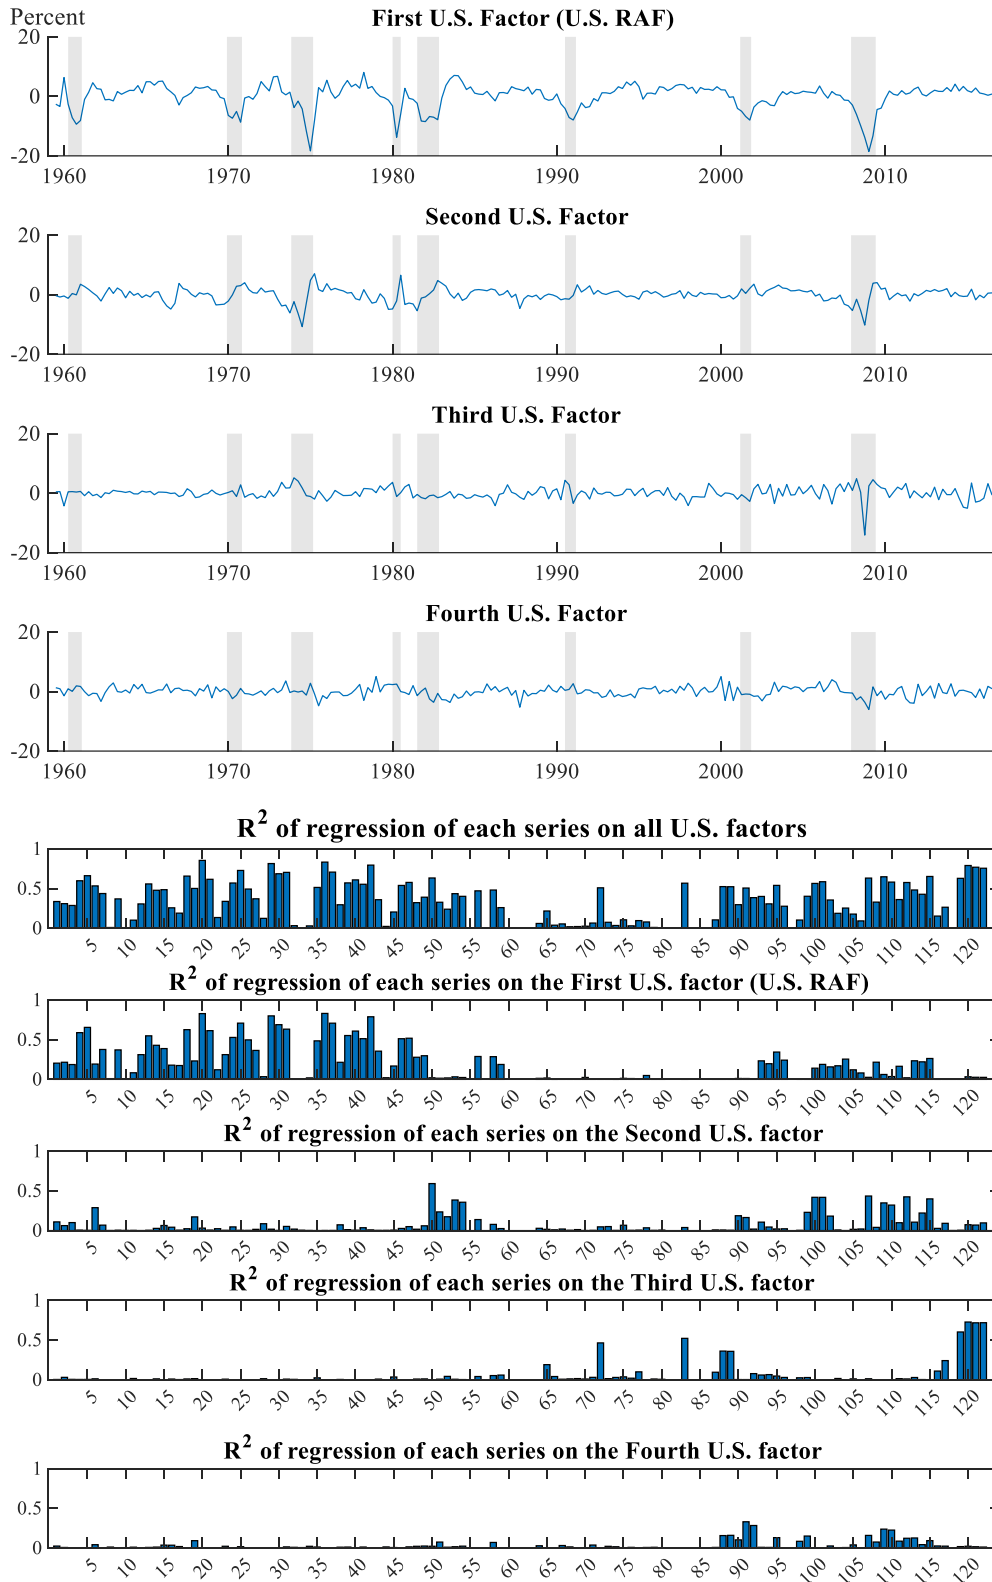 Percent
First U.S. Factor (U.S. RAF)
20
0
-20
1960 1970 1980 1990 2000 2010
Second U.S. Factor
20
0
-20
1960 1970 1980 1990 2000 2010
Third U.S. Factor
20
0
-20
1960 1970 1980 1990 2000 2010
Fourth U.S. Factor
20
0
-20
1960 1970 1980 1990 2000 2010
R² of regression of each series on all U.S. factors
1
0.5
0
5 10 15 20 25 30 35 40 45 50 55 60 65 70 75 80 85 90 95 100 105 110 115 120
R² of regression of each series on the First U.S. factor (U.S. RAF)
1
0.5
0
5 10 15 20 25 30 35 40 45 50 55 60 65 70 75 80 85 90 95 100 105 110 115 120
R² of regression of each series on the Second U.S. factor
1
0.5
0
5 10 15 20 25 30 35 40 45 50 55 60 65 70 75 80 85 90 95 100 105 110 115 120
R² of regression of each series on the Third U.S. factor
1
0.5
0
5 10 15 20 25 30 35 40 45 50 55 60 65 70 75 80 85 90 95 100 105 110 115 120
R² of regression of each series on the Fourth U.S. factor
1
0.5
0
5 10 15 20 25 30 35 40 45 50 55 60 65 70 75 80 85 90 95 100 105 110 115 120